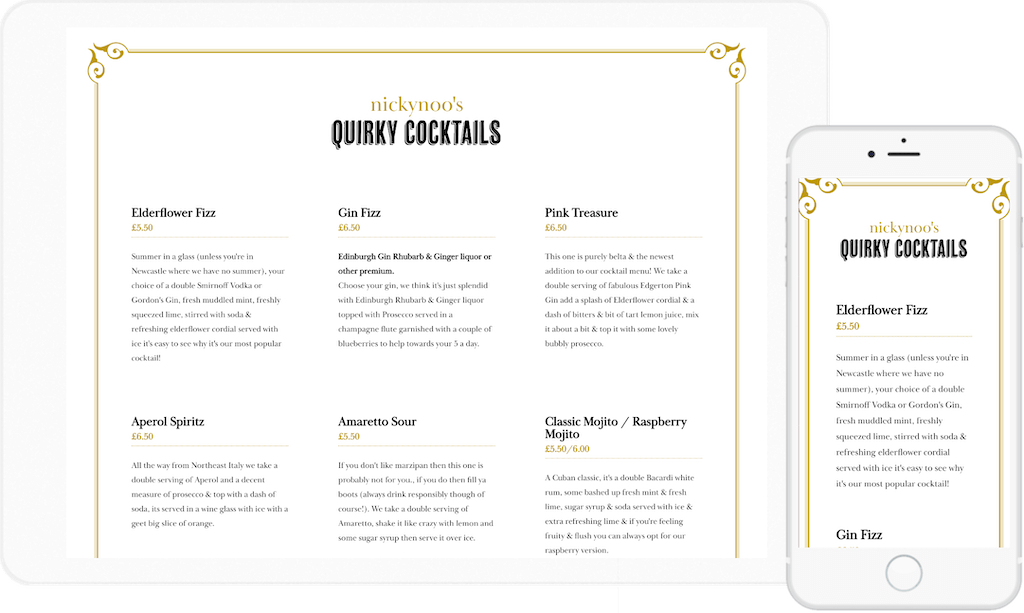 nickynoo's
QUIRKY COCKTAILS
Elderflower Fizz
£5.50
Summer in a glass (unless you're in
Newcastle where we have no summer), your
choice of a double Smirnoff Vodka or
Gordon's Gin, fresh muddled mint, freshly
squeezed lime, stirred with soda &
refreshing elderflower cordial served with
ice it's easy to see why it's our most popular
cocktail!
Gin Fizz
£6.50
Edinburgh Gin Rhubarb & Ginger liquor or
other premium.
Choose your gin, we think it's just splendid
with Edinburgh Rhubarb & Ginger liquor
topped with Prosecco served in a
champagne flute garnished with a couple of
blueberries to help towards your 5 a day.
Pink Treasure
£6.50
This one is purely belta & the newest
addition to our cocktail menu! We take a
double serving of fabulous Edgerton Pink
Gin add a splash of Elderflower cordial & a
dash of bitters & bit of tart lemon juice, mix
it about a bit & top it with some lovely
bubbly prosecco.
Aperol Spiritz
£6.50
All the way from Northeast Italy we take a
double serving of Aperol and a decent
measure of prosecco & top with a dash of
soda, its served in a wine glass with ice with a
geet big slice of orange.
Amaretto Sour
£5.50
If you don't like marzipan then this one is
probably not for you., if you do then fill ya
boots (always drink responsibly though of
course!). We take a double serving of
Amaretto, shake it like crazy with lemon and
some sugar syrup then serve it over ice.
Classic Mojito / Raspberry
Mojito
£5.50/6.00
A Cuban classic, it's a double Bacardi white
rum, some bashed up fresh mint & fresh
lime, sugar syrup & soda served with ice &
extra refreshing lime & if you're feeling
fruity & flush you can always opt for our
raspberry version.
nickynoo's
QUIRKY COCKTAILS
Elderflower Fizz
£5.50
Summer in a glass (unless you're in
Newcastle where we have no
summer), your choice of a double
Smirnoff Vodka or Gordon's Gin,
fresh muddled mint, freshly
squeezed lime, stirred with soda &
refreshing elderflower cordial
served with ice it's easy to see why
it's our most popular cocktail!
Gin Fizz